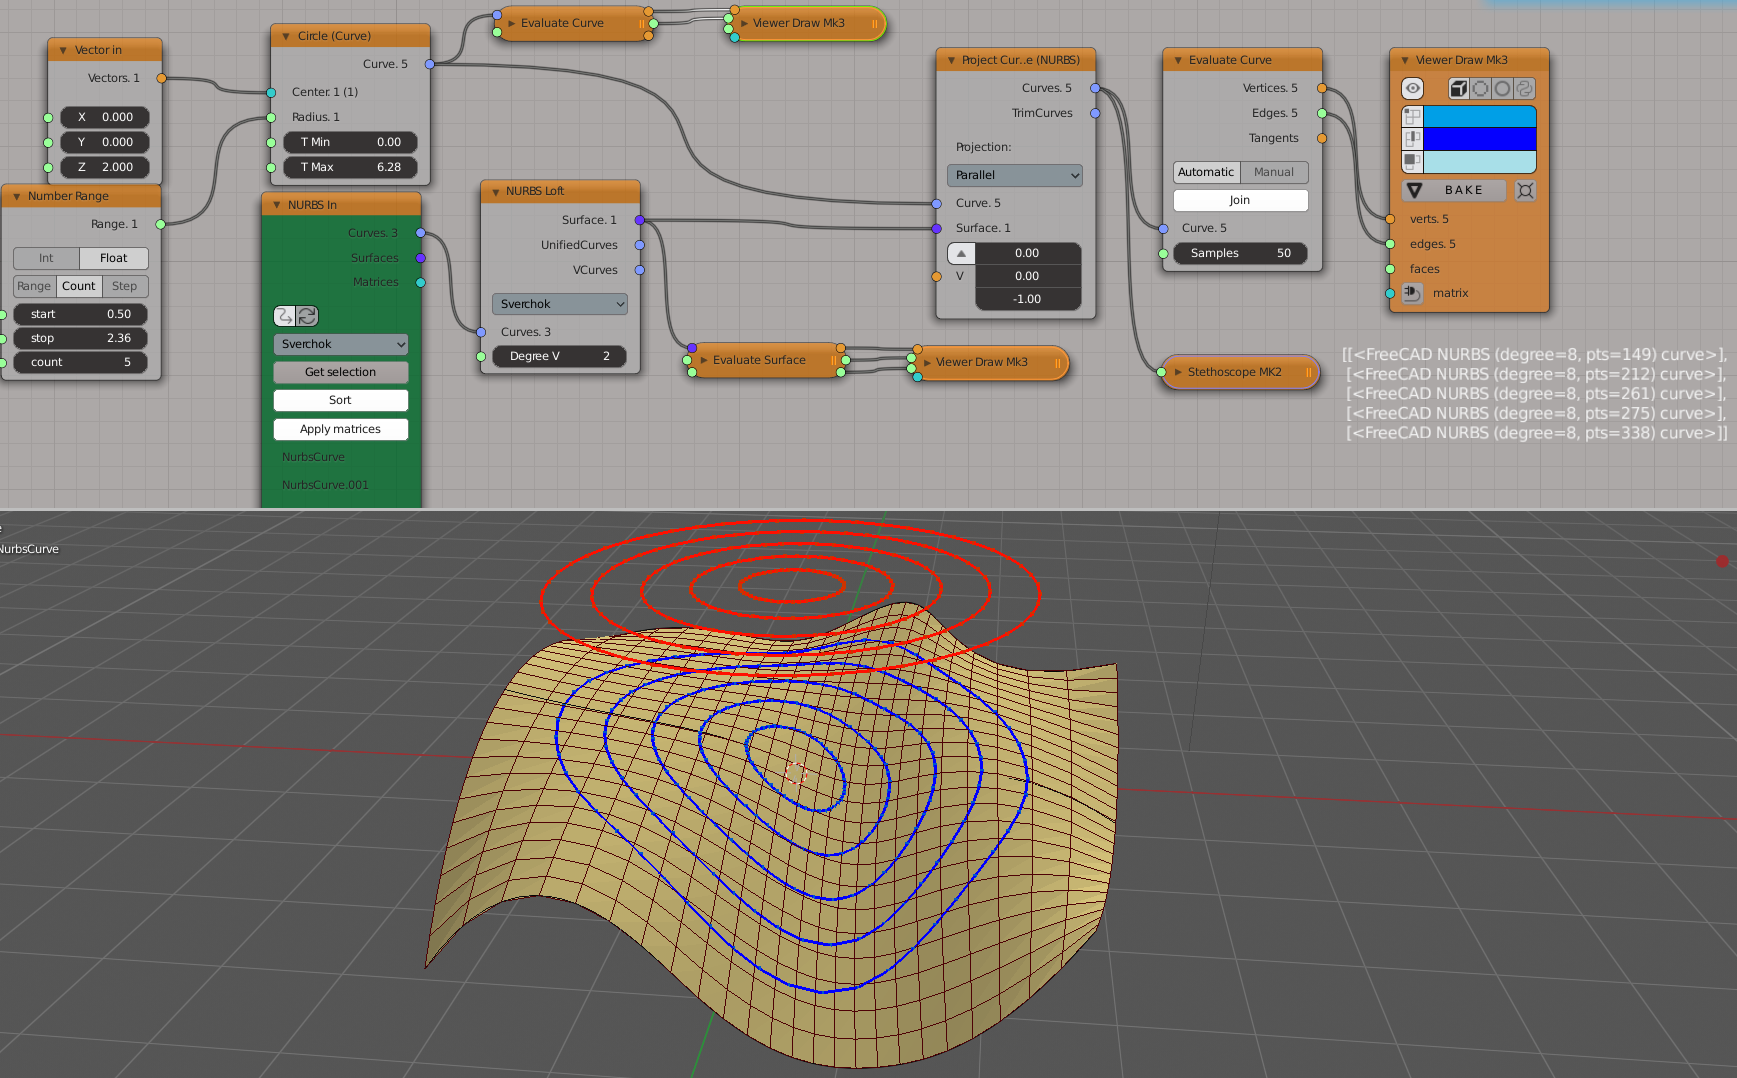 Vector in
Vectors. 1
X 0.000
Y 0.000
Z 2.000
Number Range
Range. 1
Int Float
Range Count Step
start 0.50
stop 2.36
count 5
Circle (Curve)
Curve. 5
Center. 1 (1)
Radius. 1
T Min 0.00
T Max 6.28
NURBS In
Curves. 3
Surfaces
Matrices
Sverchok
Get selection
Sort
Apply matrices
NurbsCurve
NurbsCurve.001
Evaluate Curve
Viewer Draw Mk3
NURBS Loft
Surface. 1
UnifiedCurves
VCurves
Sverchok
Curves. 3
Degree V 2
Evaluate Surface
Viewer Draw Mk3
Project Cur..e (NURBS)
Curves. 5
TrimCurves
Projection:
Parallel
Curve. 5
Surface. 1
0.00
V 0.00
-1.00
Evaluate Curve
Vertices. 5
Edges. 5
Tangents
Automatic Manual
Join
Curve. 5
Samples 50
Viewer Draw Mk3
BAKE
verts. 5
edges. 5
faces
matrix
Stethoscope MK2
[[<FreeCAD NURBS (degree=8, pts=149) curve>],
[<FreeCAD NURBS (degree=8, pts=212) curve>],
[<FreeCAD NURBS (degree=8, pts=261) curve>],
[<FreeCAD NURBS (degree=8, pts=275) curve>],
[<FreeCAD NURBS (degree=8, pts=338) curve>]]
NurbsCurve